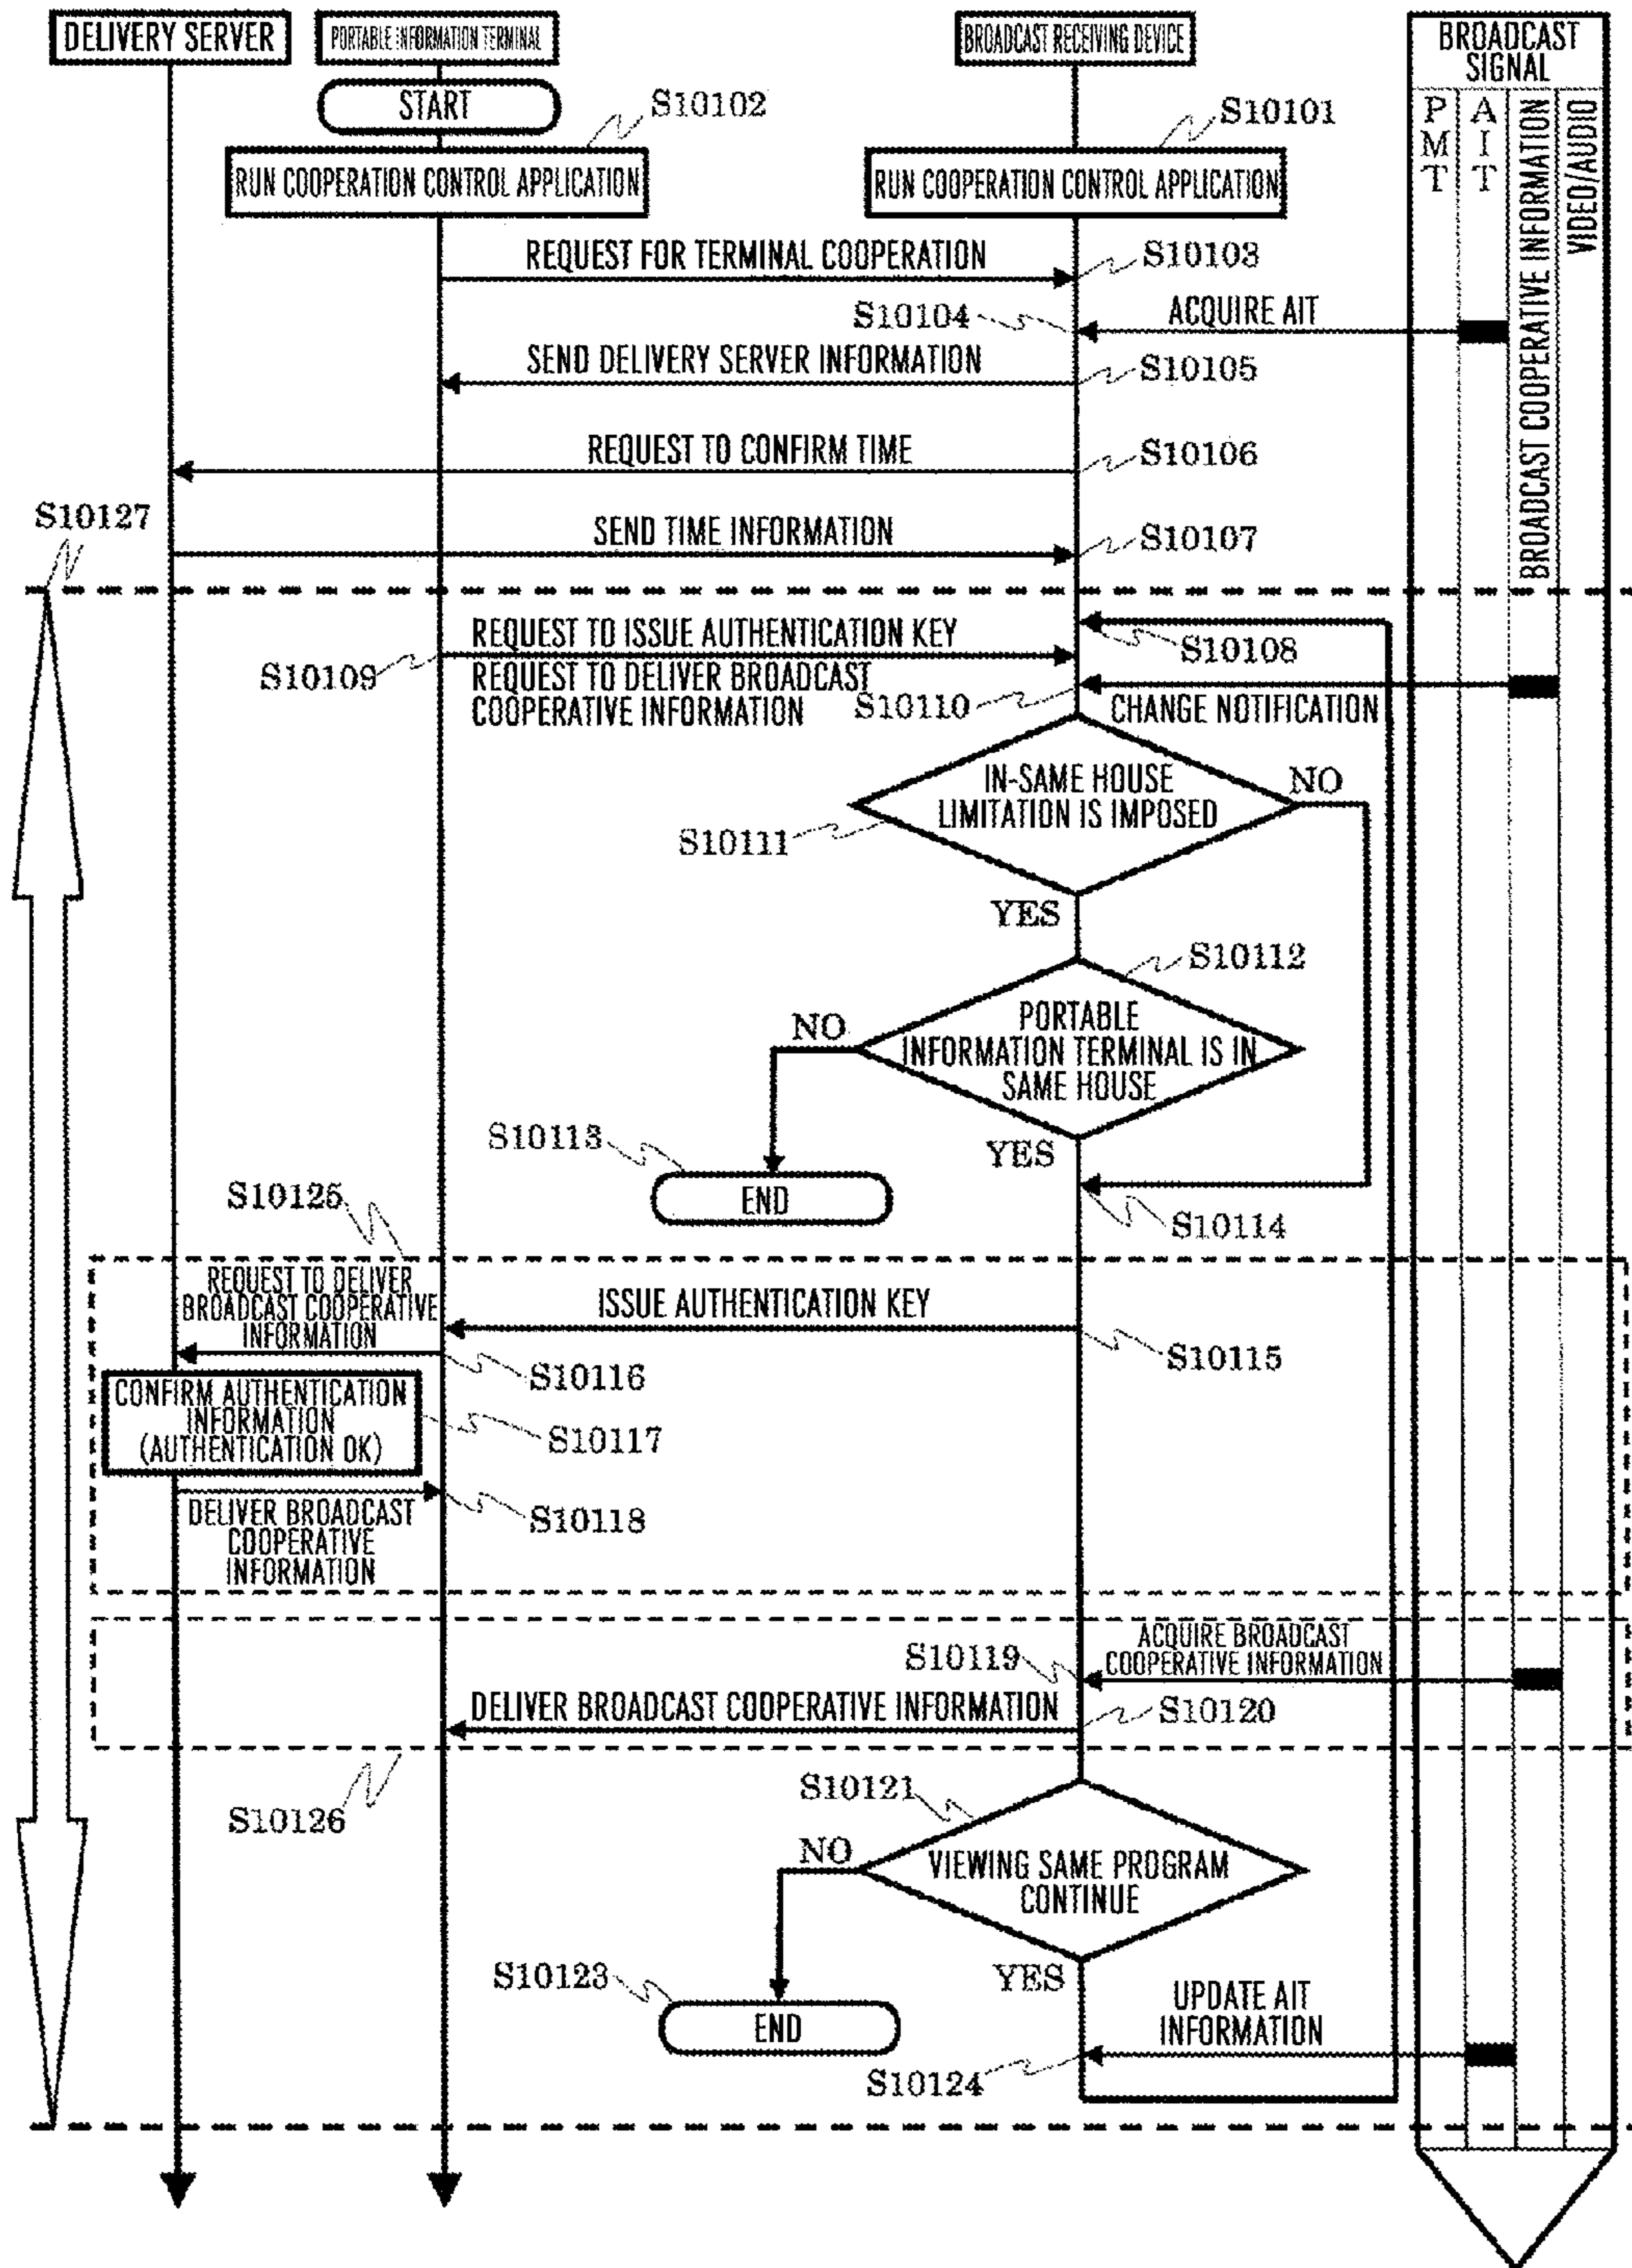 DELIVERY SERVER
PORTABLE INFORMATION TERMINAL
BROADCAST RECEIVING DEVICE
BROADCAST
SIGNAL
PMT
AIT
BROADCAST COOPERATIVE INFORMATION
VIDEO/AUDIO
START
S10102
S10101
RUN COOPERATION CONTROL APPLICATION
RUN COOPERATION CONTROL APPLICATION
REQUEST FOR TERMINAL COOPERATION
S10103
S10104
ACQUIRE AIT
SEND DELIVERY SERVER INFORMATION
S10105
REQUEST TO CONFIRM TIME
S10106
S10127
SEND TIME INFORMATION
S10107
REQUEST TO ISSUE AUTHENTICATION KEY
S10108
S10109
REQUEST TO DELIVER BROADCAST
COOPERATIVE INFORMATION
S10110
CHANGE NOTIFICATION
IN-SAME HOUSE
LIMITATION IS IMPOSED
NO
S10111
YES
S10112
PORTABLE
INFORMATION TERMINAL IS IN
SAME HOUSE
NO
S10113
YES
END
S10114
S10125
REQUEST TO DELIVER
BROADCAST COOPERATIVE
INFORMATION
ISSUE AUTHENTICATION KEY
S10115
S10116
CONFIRM AUTHENTICATION
INFORMATION
(AUTHENTICATION OK)
S10117
S10118
DELIVER BROADCAST
COOPERATIVE
INFORMATION
ACQUIRE BROADCAST
COOPERATIVE INFORMATION
S10119
DELIVER BROADCAST COOPERATIVE INFORMATION
S10120
S10126
S10121
NO
VIEWING SAME PROGRAM
CONTINUE
S10123
YES
END
UPDATE AIT
INFORMATION
S10124